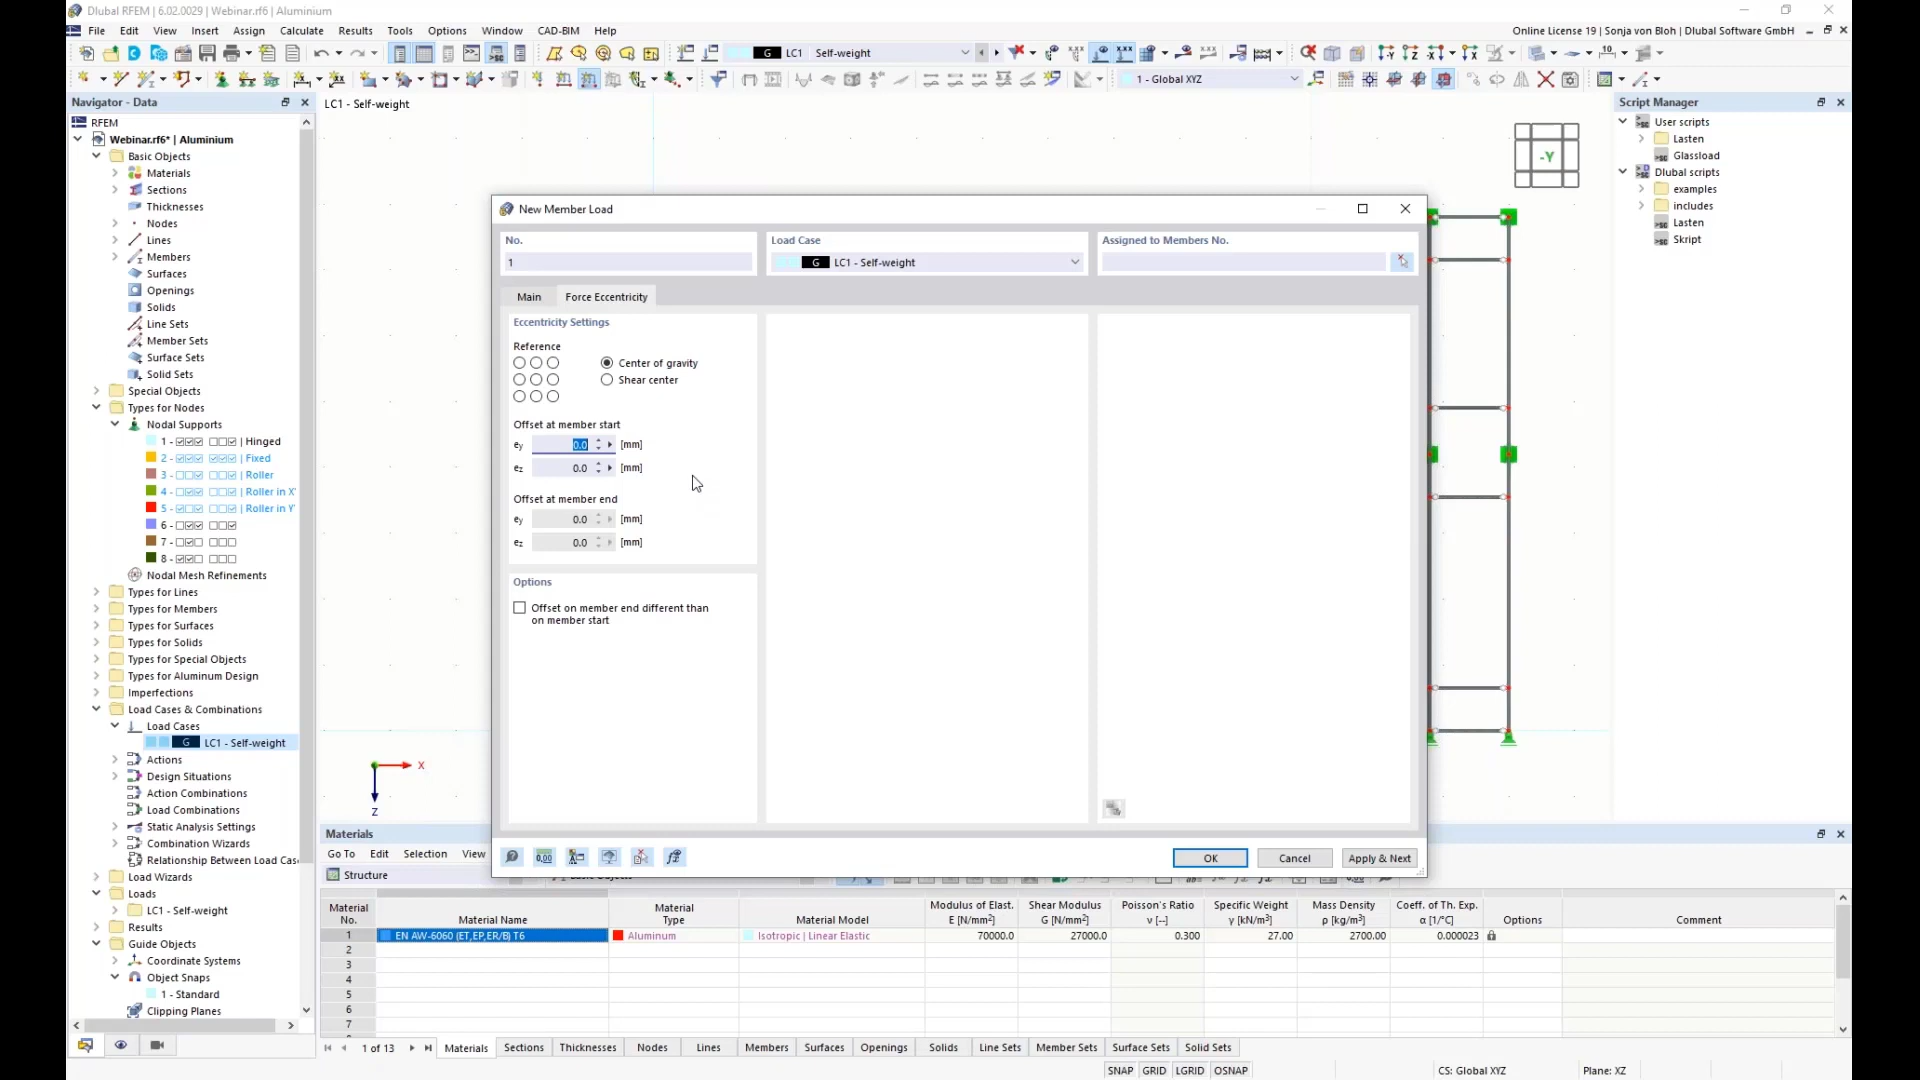 Dlubal RFEM | 6.02.0029 | Webinar.rf6* | Aluminium
File Edit View Insert Assign Calculate Results Tools Options Window CAD-BIM Help
Online License 19 | Sonja von Bloh | Dlubal Software GmbH
G LC1 Self-weight
1 - Global XYZ
Navigator - Data
RFEM
Webinar.rf6* | Aluminium
Basic Objects
Materials
Sections
Thicknesses
Nodes
Lines
Members
Surfaces
Openings
Solids
Line Sets
Member Sets
Surface Sets
Solid Sets
Special Objects
Types for Nodes
Nodal Supports
1 - | Hinged
2 - | Fixed
3 - | Roller
4 - | Roller in X'
5 - | Roller in Y'
6 -
7 -
8 -
Nodal Mesh Refinements
Types for Lines
Types for Members
Types for Surfaces
Types for Solids
Types for Special Objects
Types for Aluminum Design
Imperfections
Load Cases & Combinations
Load Cases
G LC1 - Self-weight
Actions
Design Situations
Action Combinations
Load Combinations
Static Analysis Settings
Combination Wizards
Relationship Between Load Cas
Load Wizards
Loads
LC1 - Self-weight
Results
Guide Objects
Coordinate Systems
Object Snaps
1 - Standard
Clipping Planes
LC1 - Self-weight
-Y
X
Z
New Member Load
No.
1
Load Case
G LC1 - Self-weight
Assigned to Members No.
Main Force Eccentricity
Eccentricity Settings
Reference
Center of gravity
Shear center
Offset at member start
ey 0.0 [mm]
ez 0.0 [mm]
Offset at member end
ey 0.0 [mm]
ez 0.0 [mm]
Options
Offset on member end different than
on member start
OK Cancel Apply & Next
Script Manager
User scripts
Lasten
Glassload
Dlubal scripts
examples
includes
Lasten
Skript
Materials
Go To Edit Selection View
Structure
Material
No.
Material Name
Material
Type
Material Model
Modulus of Elast.
E [N/mm²]
Shear Modulus
G [N/mm²]
Poisson's Ratio
ν [--]
Specific Weight
γ [kN/m³]
Mass Density
ρ [kg/m³]
Coeff. of Th. Exp.
α [1/°C]
Options
Comment
1 EN AW-6060 (ET,EP,ER/B) T6 Aluminum Isotropic | Linear Elastic 70000.0 27000.0 0.300 27.00 2700.00 0.000023
2
3
4
5
6
7
1 of 13 Materials Sections Thicknesses Nodes Lines Members Surfaces Openings Solids Line Sets Member Sets Surface Sets Solid Sets
SNAP GRID LGRID OSNAP CS: Global XYZ Plane: XZ